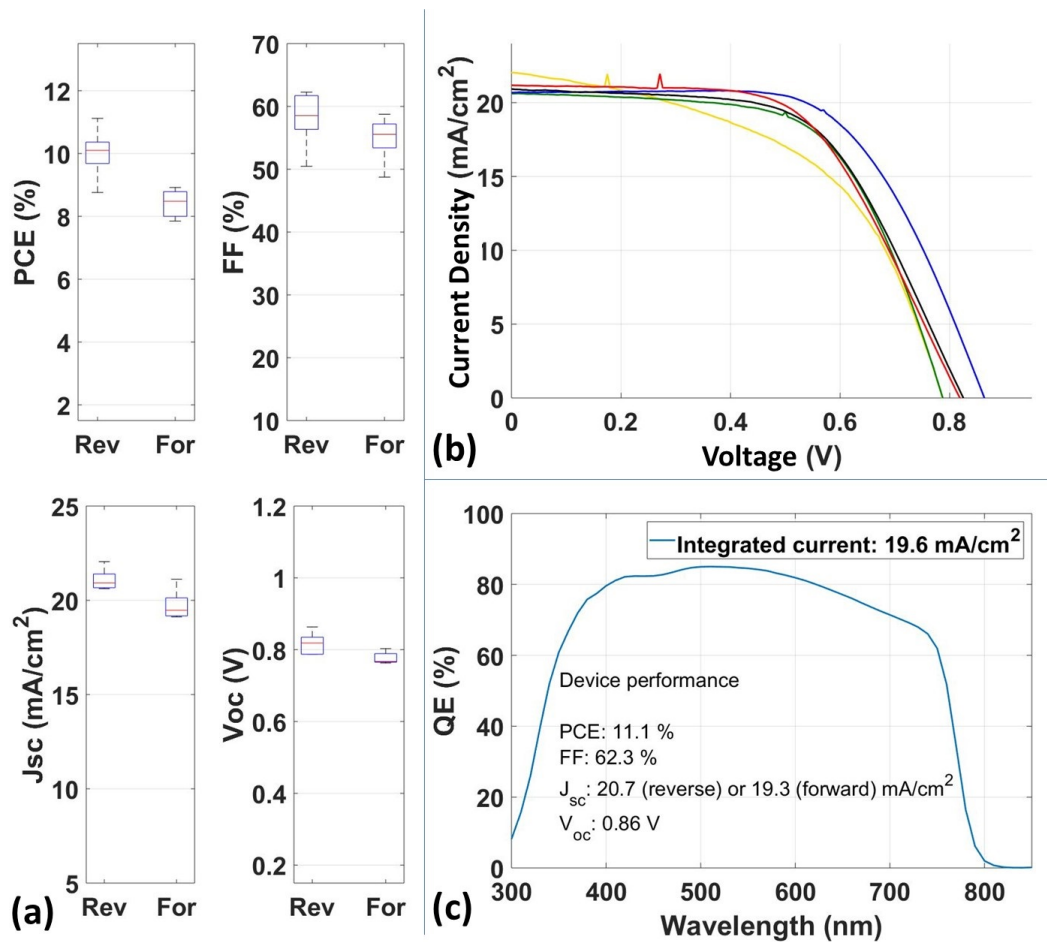 PCE (%)
12
10
8
6
4
2
Rev For
FF (%)
70
60
50
40
30
20
10
Rev For
Jsc (mA/cm2)
25
20
15
10
5
Rev For
Voc (V)
1.2
1
0.8
0.6
0.4
0.2
Rev For
(a)
Current Density (mA/cm2)
20
15
10
5
0
0 0.2 0.4 0.6 0.8
Voltage (V)
(b)
QE (%)
100
80
60
40
20
0
Integrated current: 19.6 mA/cm2
Device performance
PCE: 11.1 %
FF: 62.3 %
Jsc: 20.7 (reverse) or 19.3 (forward) mA/cm2
Voc: 0.86 V
300 400 500 600 700 800
Wavelength (nm)
(c)